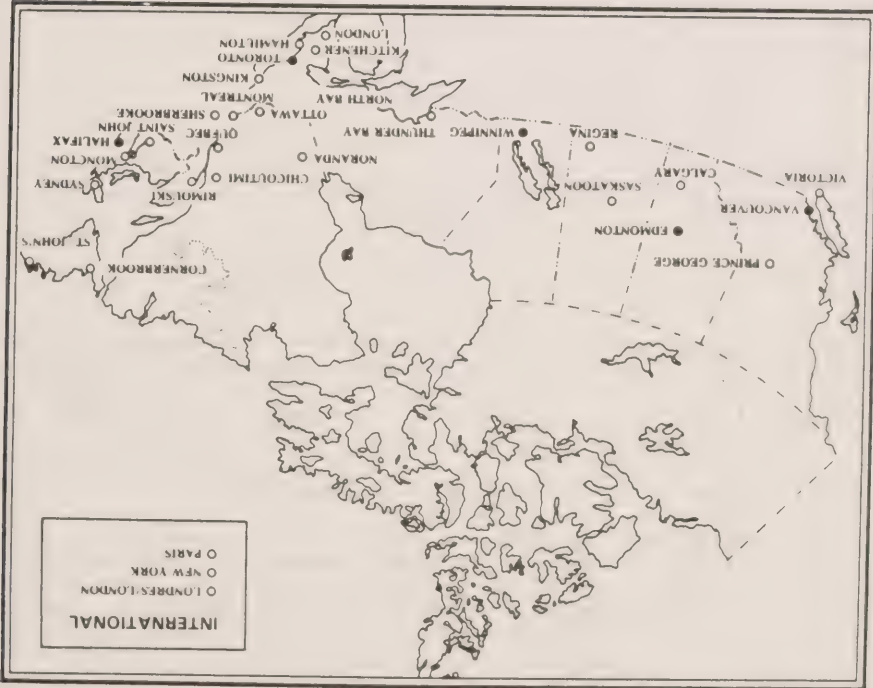 INTERNATIONAL
LONDRES/LONDON
NEW YORK
PARIS
PRINCE GEORGE
EDMONTON
VANCOUVER
VICTORIA
CALGARY
SASKATOON
REGINA
WINNIPEG
THUNDER BAY
CORNERBROOK
ST. JOHN'S
CHICOUTIMI
RIMOUSKI
SYDNEY
NORANDA
QUÉBEC
MONCTON
SAINT JOHN
HALIFAX
OTTAWA
MONTREAL
SHERBROOKE
NORTH BAY
KINGSTON
TORONTO
KITCHENER
HAMILTON
LONDON